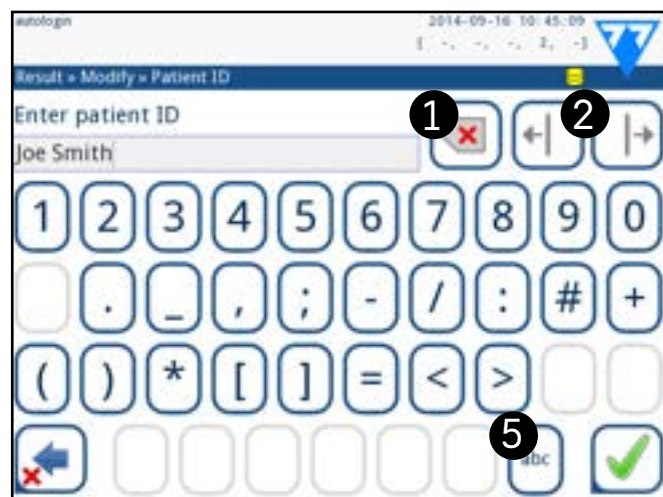 autologin 2014-09-16 10:45:09
[ -, -, -, 2, -]
Result » Modify » Patient ID
Enter patient ID
1 2
Joe Smith
1 2 3 4 5 6 7 8 9 0
. _ , ; - / : # +
( ) * [ ] = < >
5
abc